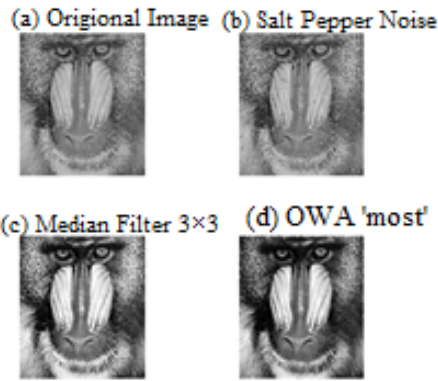 (a) Origional Image
(b) Salt Pepper Noise
(c) Median Filter 3×3
(d) OWA 'most'